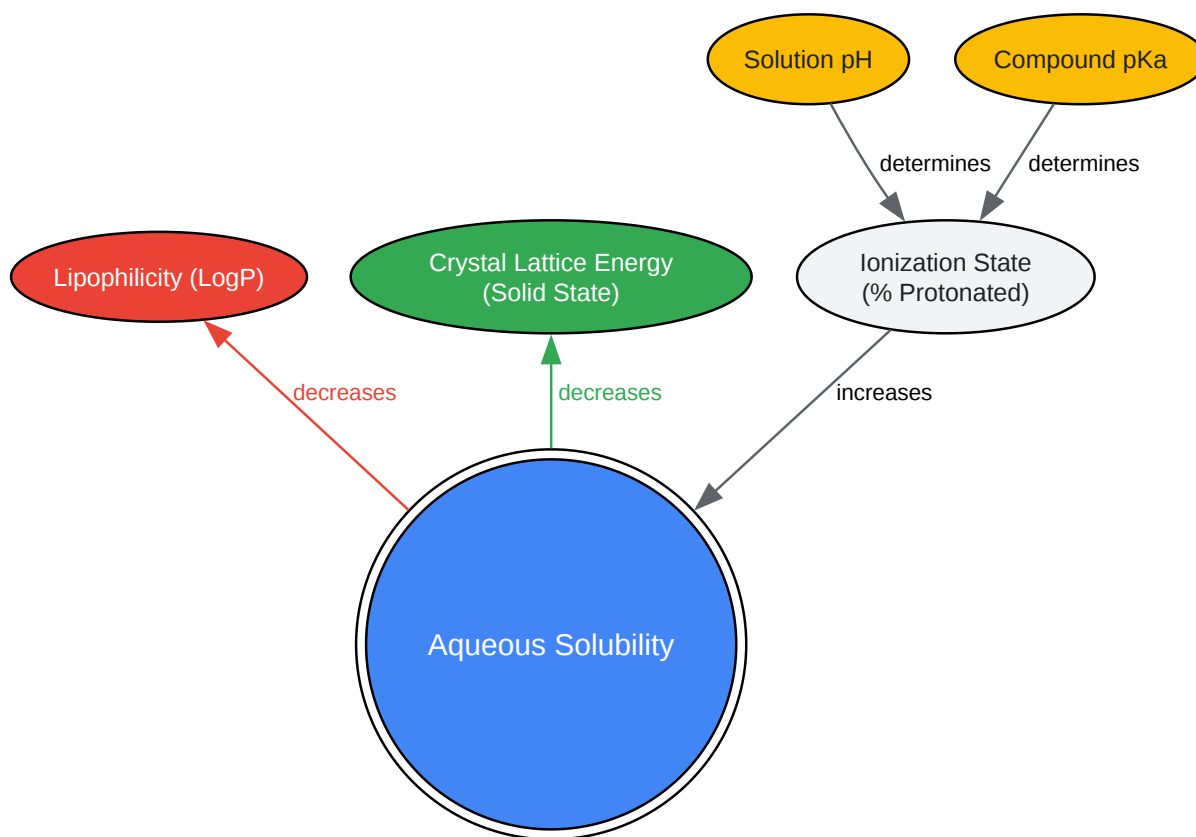 Solution pH
Compound pKa
determines
determines
Lipophilicity (LogP)
Crystal Lattice Energy
(Solid State)
Ionization State
(% Protonated)
decreases
decreases
increases
Aqueous Solubility